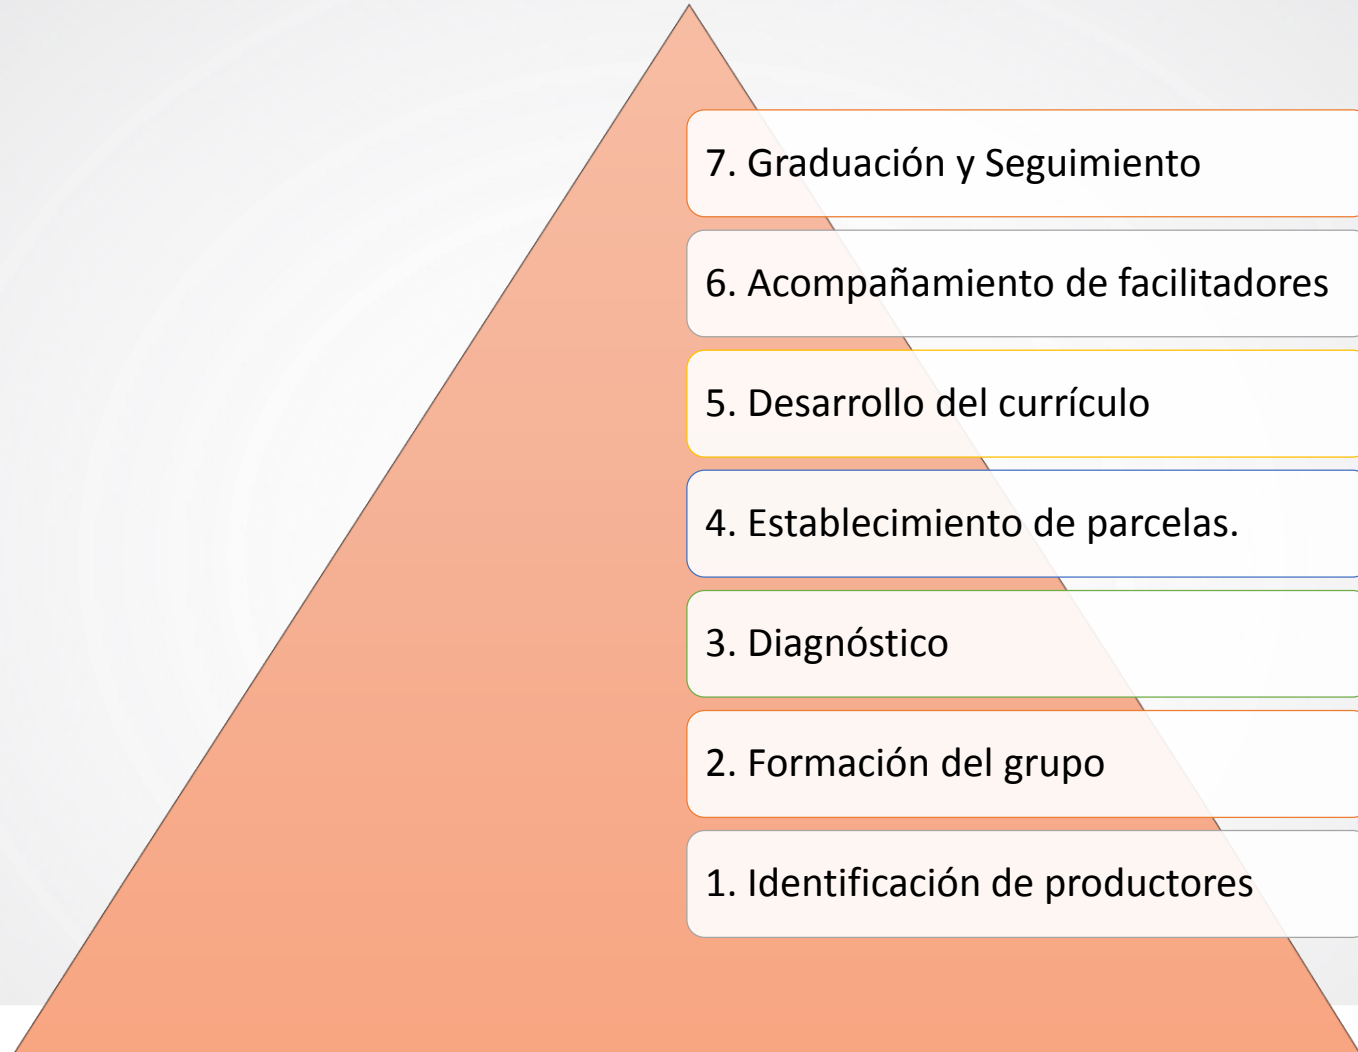 7. Graduación y Seguimiento
6. Acompañamiento de facilitadores
5. Desarrollo del currículo
4. Establecimiento de parcelas.
3. Diagnóstico
2. Formación del grupo
1. Identificación de productores